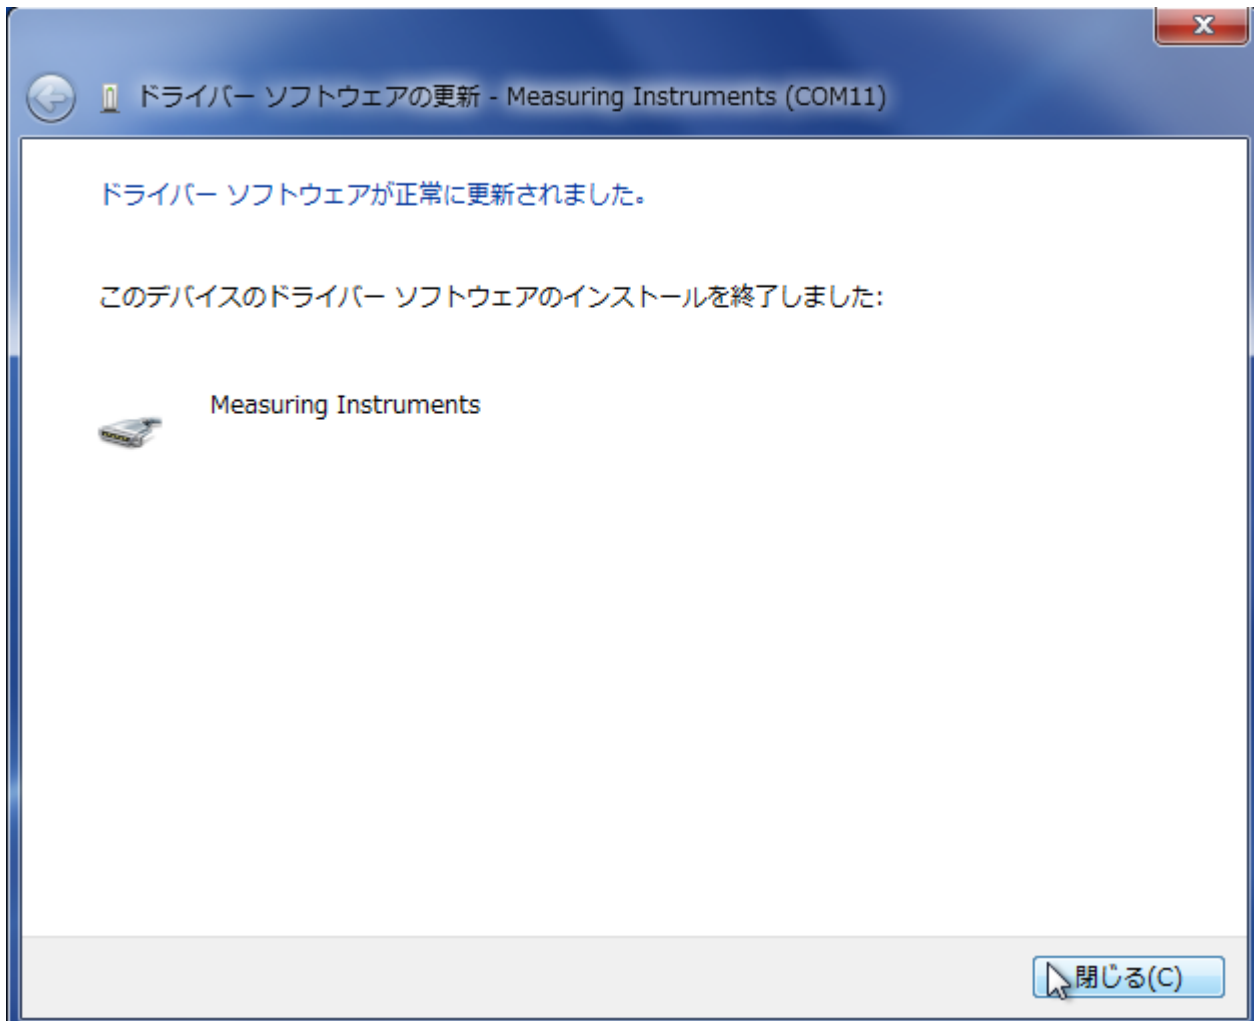 ドライバー ソフトウェアの更新 - Measuring Instruments (COM11)
ドライバー ソフトウェアが正常に更新されました。
このデバイスのドライバー ソフトウェアのインストールを終了しました:
Measuring Instruments
閉じる(C)